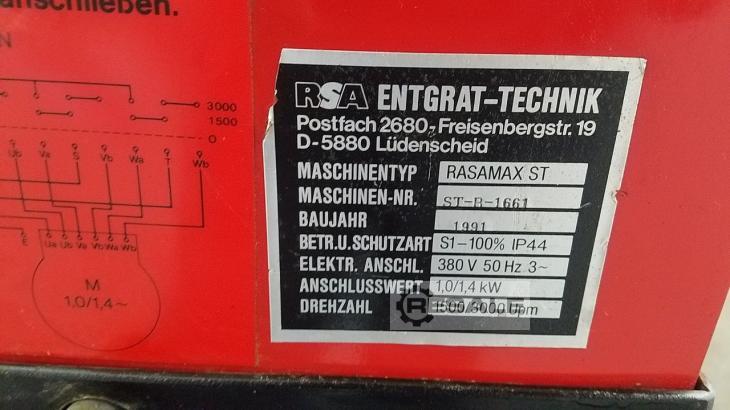 anschließen.
N
3000
1500
0
Ub Va S Vb Wa T Wb
E Ua Ub Va Vb Wa Wb
M
1,0/1,4~
RSA ENTGRAT-TECHNIK
Postfach 2680, Freisenbergstr. 19
D-5880 Lüdenscheid
MASCHINENTYP RASAMAX ST
MASCHINEN-NR. ST-R-1661
BAUJAHR 1991
BETR.U.SCHUTZART S1-100% IP44
ELEKTR. ANSCHL. 380 V 50 Hz 3~
ANSCHLUSSWERT 1,0/1,4 kW
DREHZAHL 1500/3000 Upm